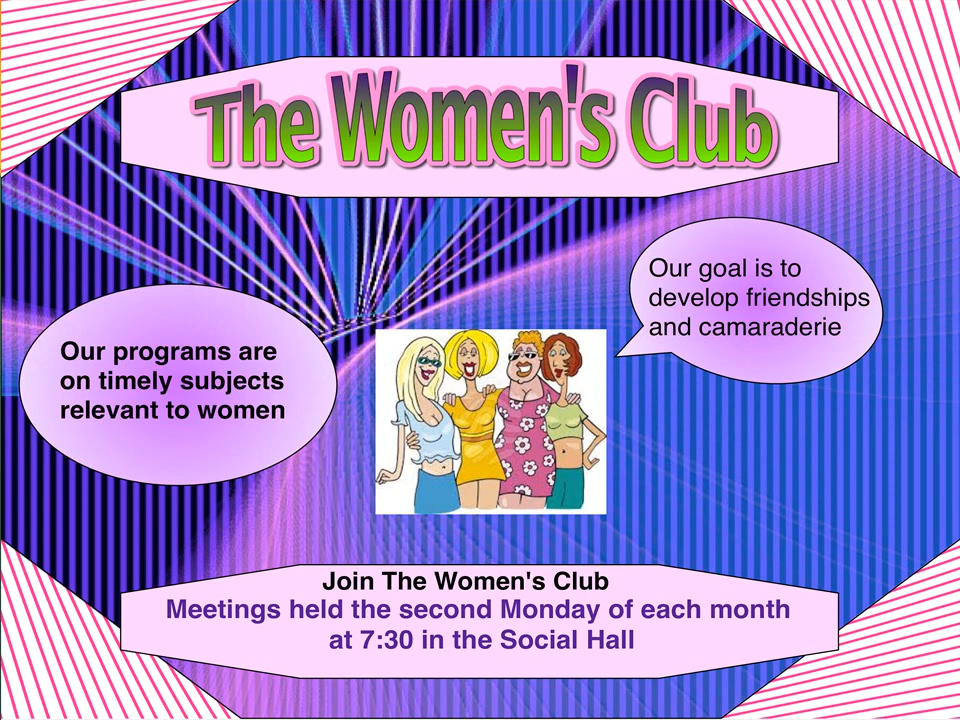 The Women's Club
Our goal is to
develop friendships
and camaraderie
Our programs are
on timely subjects
relevant to women
Join The Women's Club
Meetings held the second Monday of each month
at 7:30 in the Social Hall